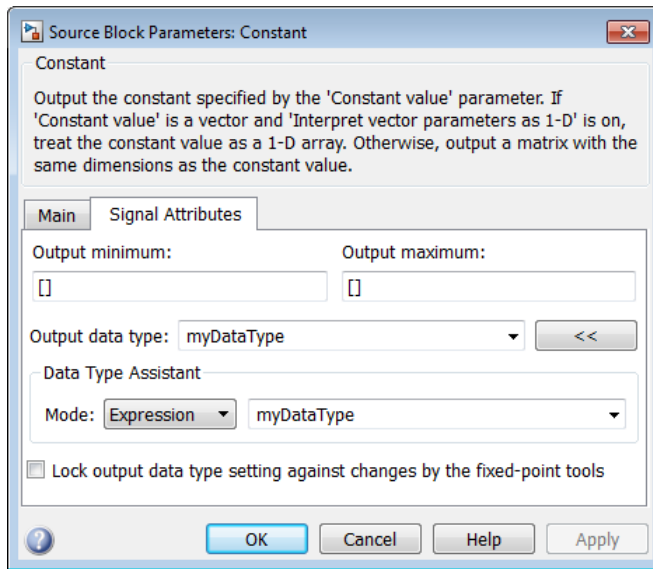 Source Block Parameters: Constant
Constant
Output the constant specified by the 'Constant value' parameter. If
'Constant value' is a vector and 'Interpret vector parameters as 1-D' is on,
treat the constant value as a 1-D array. Otherwise, output a matrix with the
same dimensions as the constant value.
Main Signal Attributes
Output minimum: Output maximum:
[] []
Output data type: myDataType <<
Data Type Assistant
Mode: Expression myDataType
Lock output data type setting against changes by the fixed-point tools
? OK Cancel Help Apply